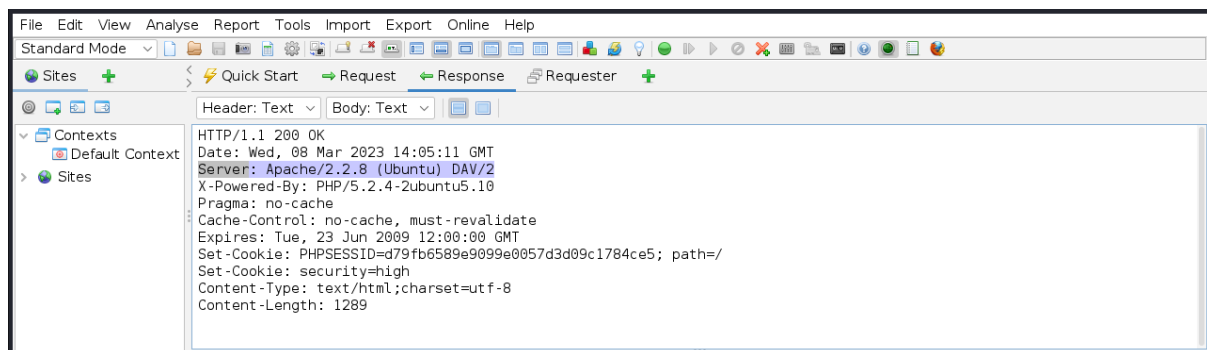 File Edit View Analyse Report Tools Import Export Online Help
Standard Mode
Sites
Quick Start Request Response Requester
Header: Text Body: Text
Contexts
Default Context
Sites
HTTP/1.1 200 OK
Date: Wed, 08 Mar 2023 14:05:11 GMT
Server: Apache/2.2.8 (Ubuntu) DAV/2
X-Powered-By: PHP/5.2.4-2ubuntu5.10
Pragma: no-cache
Cache-Control: no-cache, must-revalidate
Expires: Tue, 23 Jun 2009 12:00:00 GMT
Set-Cookie: PHPSESSID=d79fb6589e9099e0057d3d09c1784ce5; path=/
Set-Cookie: security=high
Content-Type: text/html;charset=utf-8
Content-Length: 1289